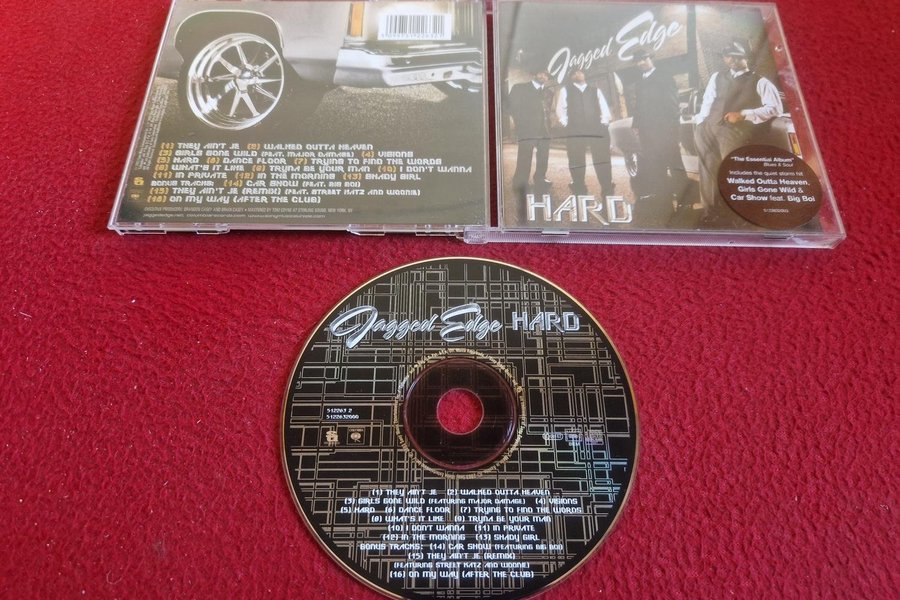 (1) THEY AIN'T JE (2) WALKED OUTTA HEAVEN
(3) GIRLS GONE WILD (FEAT. MAJOR DAMAGE) (4) VISIONS
(5) HARD (6) DANCE FLOOR (7) TRYING TO FIND THE WORDS
(8) WHAT'S IT LIKE (9) TRYNA BE YOUR MAN (10) I DON'T WANNA
(11) IN PRIVATE (12) IN THE MORNING (13) SHADY GIRL
BONUS TRACKS: (14) CAR SHOW (FEAT. BIG BOI)
(15) THEY AIN'T JE (REMIX) (FEAT. STREET KATZ AND WOONIE)
(16) ON MY WAY (AFTER THE CLUB)
Jagged Edge
HARD
"The Essential Album"
Blues & Soul
Includes the quiet storm hit
Walked Outta Heaven,
Girls Gone Wild &
Car Show feat. Big Boi
Jagged Edge HARD
512263 2
5122632000
COLUMBIA
(1) THEY AIN'T JE (2) WALKED OUTTA HEAVEN
(3) GIRLS GONE WILD (FEATURING MAJOR DAMAGE) (4) VISIONS
(5) HARD (6) DANCE FLOOR (7) TRYING TO FIND THE WORDS
(8) WHAT'S IT LIKE (9) TRYNA BE YOUR MAN
(10) I DON'T WANNA (11) IN PRIVATE
(12) IN THE MORNING (13) SHADY GIRL
BONUS TRACKS: (14) CAR SHOW (FEATURING BIG BOI)
(15) THEY AIN'T JE (REMIX)
(FEATURING STREET KATZ AND WOONIE)
(16) ON MY WAY (AFTER THE CLUB)